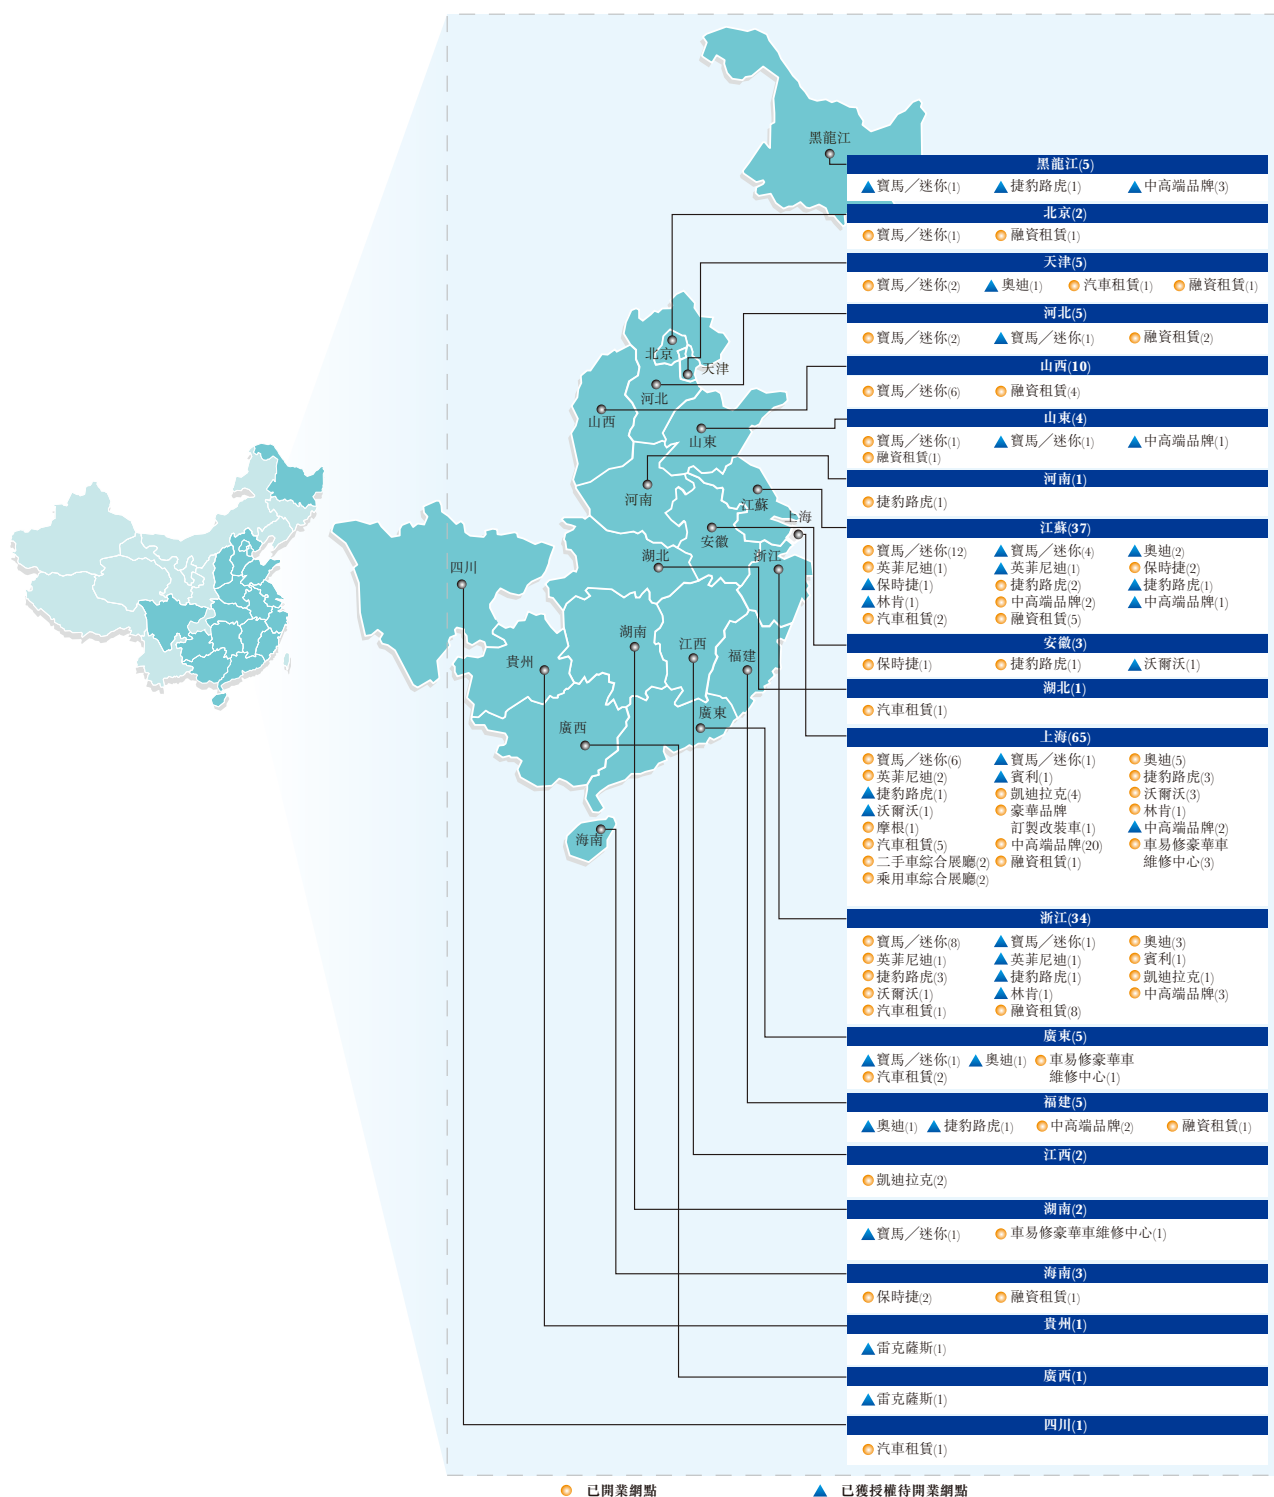 黑龍江
北京
天津
河北
山西
山東
河南
江蘇
上海
安徽
湖北
浙江
四川
湖南
江西
貴州
福建
廣東
廣西
海南
黑龍江(5)
寶馬／迷你(1) 捷豹路虎(1) 中高端品牌(3)
北京(2)
寶馬／迷你(1) 融資租賃(1)
天津(5)
寶馬／迷你(2) 奧迪(1) 汽車租賃(1) 融資租賃(1)
河北(5)
寶馬／迷你(2) 寶馬／迷你(1) 融資租賃(2)
山西(10)
寶馬／迷你(6) 融資租賃(4)
山東(4)
寶馬／迷你(1) 寶馬／迷你(1) 中高端品牌(1)
融資租賃(1)
河南(1)
捷豹路虎(1)
江蘇(37)
寶馬／迷你(12) 寶馬／迷你(4) 奧迪(2)
英菲尼迪(1) 英菲尼迪(1) 保時捷(2)
保時捷(1) 捷豹路虎(2) 捷豹路虎(1)
林肯(1) 中高端品牌(2) 中高端品牌(1)
汽車租賃(2) 融資租賃(5)
安徽(3)
保時捷(1) 捷豹路虎(1) 沃爾沃(1)
湖北(1)
汽車租賃(1)
上海(65)
寶馬／迷你(6) 寶馬／迷你(1) 奧迪(5)
英菲尼迪(2) 賓利(1) 捷豹路虎(3)
捷豹路虎(1) 凱迪拉克(4) 沃爾沃(3)
沃爾沃(1) 豪華品牌 林肯(1)
摩根(1) 訂製改裝車(1) 中高端品牌(2)
汽車租賃(5) 中高端品牌(20) 車易修豪華車
二手車綜合展廳(2) 融資租賃(1) 維修中心(3)
乘用車綜合展廳(2)
浙江(34)
寶馬／迷你(8) 寶馬／迷你(1) 奧迪(3)
英菲尼迪(1) 英菲尼迪(1) 賓利(1)
捷豹路虎(3) 捷豹路虎(1) 凱迪拉克(1)
沃爾沃(1) 林肯(1) 中高端品牌(3)
汽車租賃(1) 融資租賃(8)
廣東(5)
寶馬／迷你(1) 奧迪(1) 車易修豪華車
汽車租賃(2) 維修中心(1)
福建(5)
奧迪(1) 捷豹路虎(1) 中高端品牌(2) 融資租賃(1)
江西(2)
凱迪拉克(2)
湖南(2)
寶馬／迷你(1) 車易修豪華車維修中心(1)
海南(3)
保時捷(2) 融資租賃(1)
貴州(1)
雷克薩斯(1)
廣西(1)
雷克薩斯(1)
四川(1)
汽車租賃(1)
已開業網點 已獲授權待開業網點